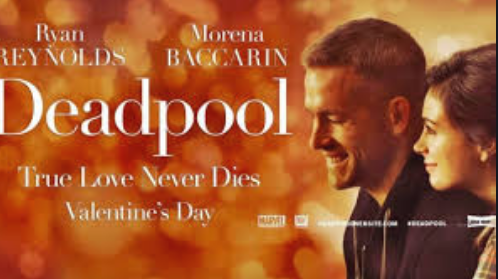 Ryan Morena
REYNOLDS BACCARIN
Deadpool
True Love Never Dies
Valentine's Day
MARVEL #DEADPOOL